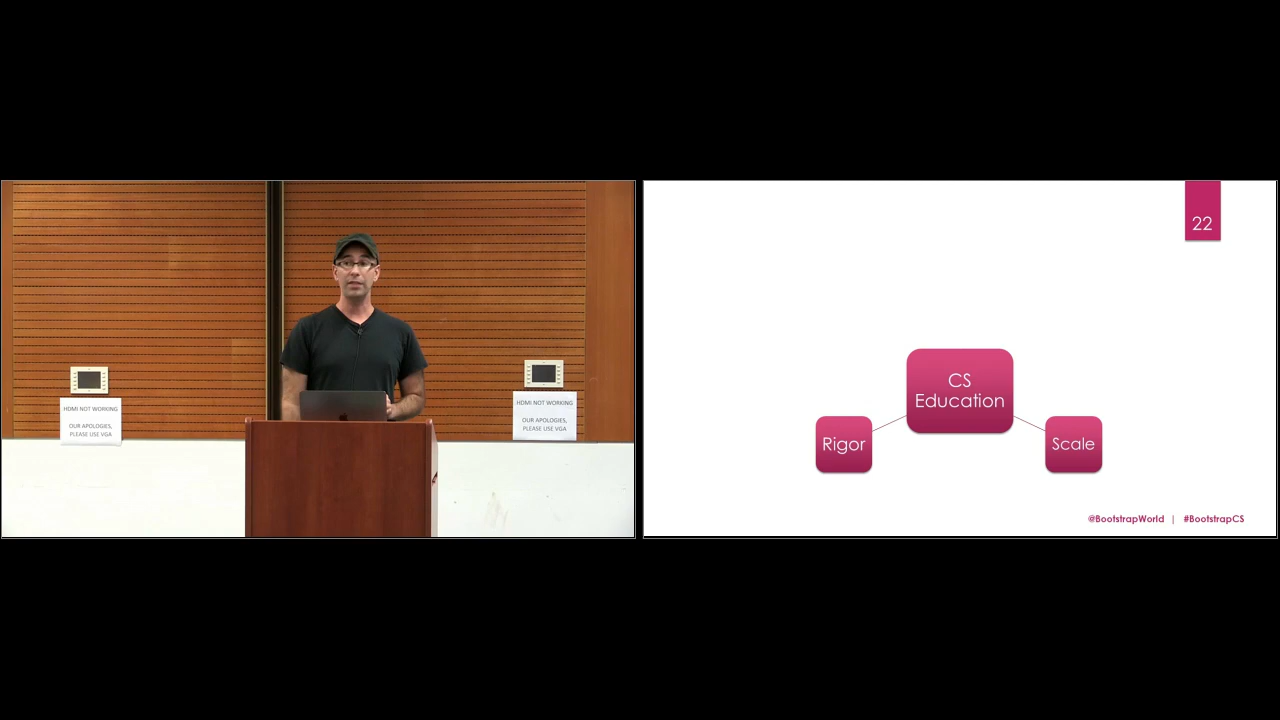 HDMI NOT WORKING
OUR APOLOGIES,
PLEASE USE VGA
HDMI NOT WORKING
OUR APOLOGIES,
PLEASE USE VGA
22
CS
Education
Rigor
Scale
@BootstrapWorld | #BootstrapCS